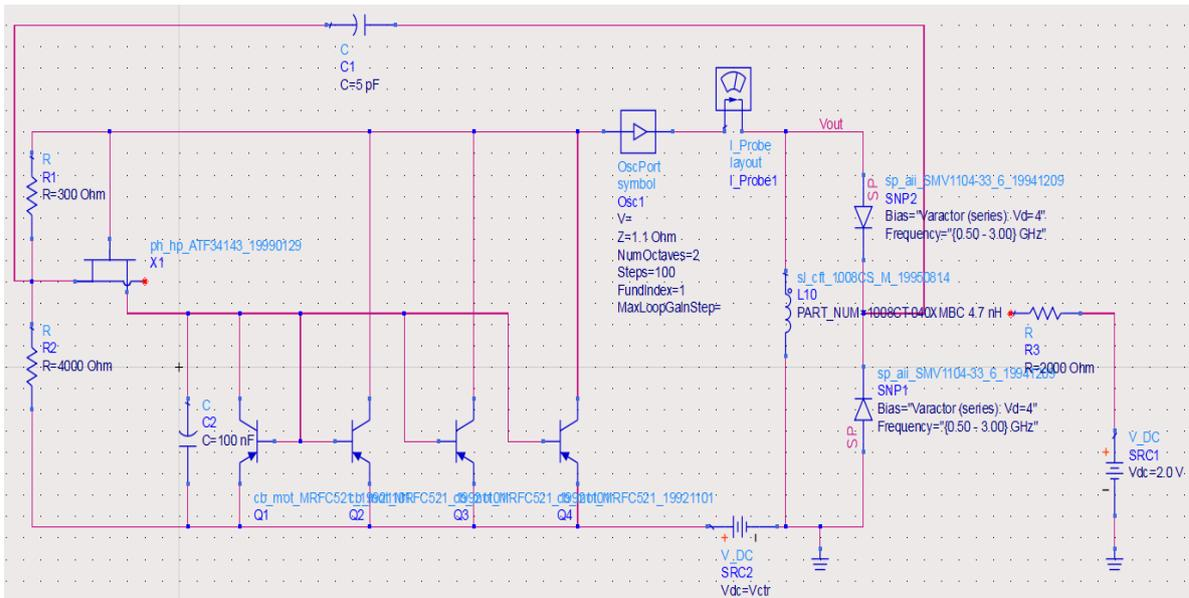 C
C1
C=5 pF
Vout
I_Probe
layout
I_Probe1
OscPort
symbol
Osc1
V=
Z=1.1 Ohm
NumOctaves=2
Steps=100
FundIndex=1
MaxLoopGainStep=
R
R1
R=300 Ohm
ph_hp_ATF34143_19990129
X1
R
R2
R=4000 Ohm
C
C2
C=100 nF
SP
sp_aii_SMV1104-33_6_19941209
SNP2
Bias="Varactor (series): Vd=4"
Frequency="{0.50 - 3.00} GHz"
L10
4.7 nH
R
R3
R=2000 Ohm
sp_aii_SMV1104-33_6_19941209
SNP1
Bias="Varactor (series): Vd=4"
Frequency="{0.50 - 3.00} GHz"
SP
V_DC
SRC1
Vdc=2.0 V
+
-
Q1
Q2
Q3
Q4
+
-
V_DC
SRC2
Vdc=Vctr